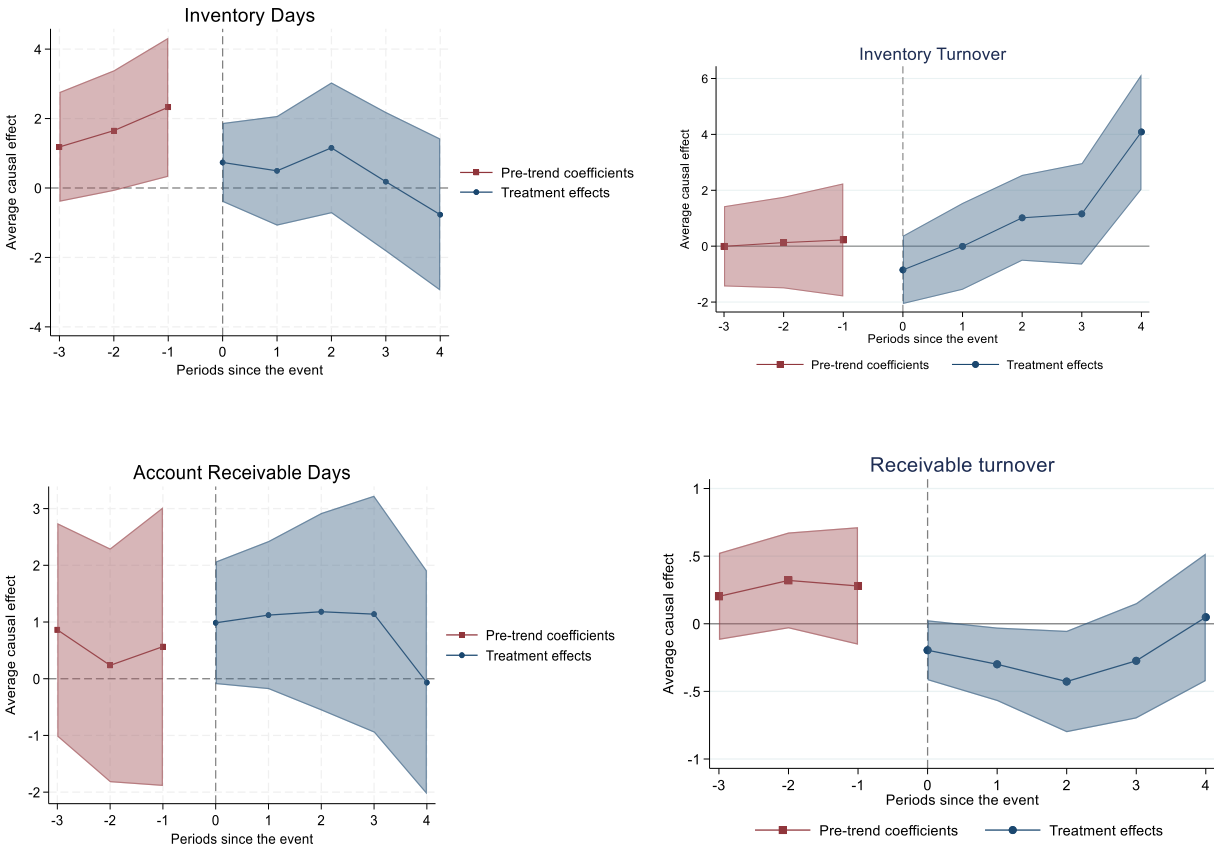 Inventory Days
Average causal effect
4
2
0
-2
-4
-3 -2 -1 0 1 2 3 4
Periods since the event
Pre-trend coefficients
Treatment effects
Inventory Turnover
Average causal effect
6
4
2
0
-2
-3 -2 -1 0 1 2 3 4
Periods since the event
Pre-trend coefficients Treatment effects
Account Receivable Days
Average causal effect
3
2
1
0
-1
-2
-3 -2 -1 0 1 2 3 4
Periods since the event
Pre-trend coefficients
Treatment effects
Receivable turnover
Average causal effect
1
.5
0
-.5
-1
-3 -2 -1 0 1 2 3 4
Periods since the event
Pre-trend coefficients Treatment effects